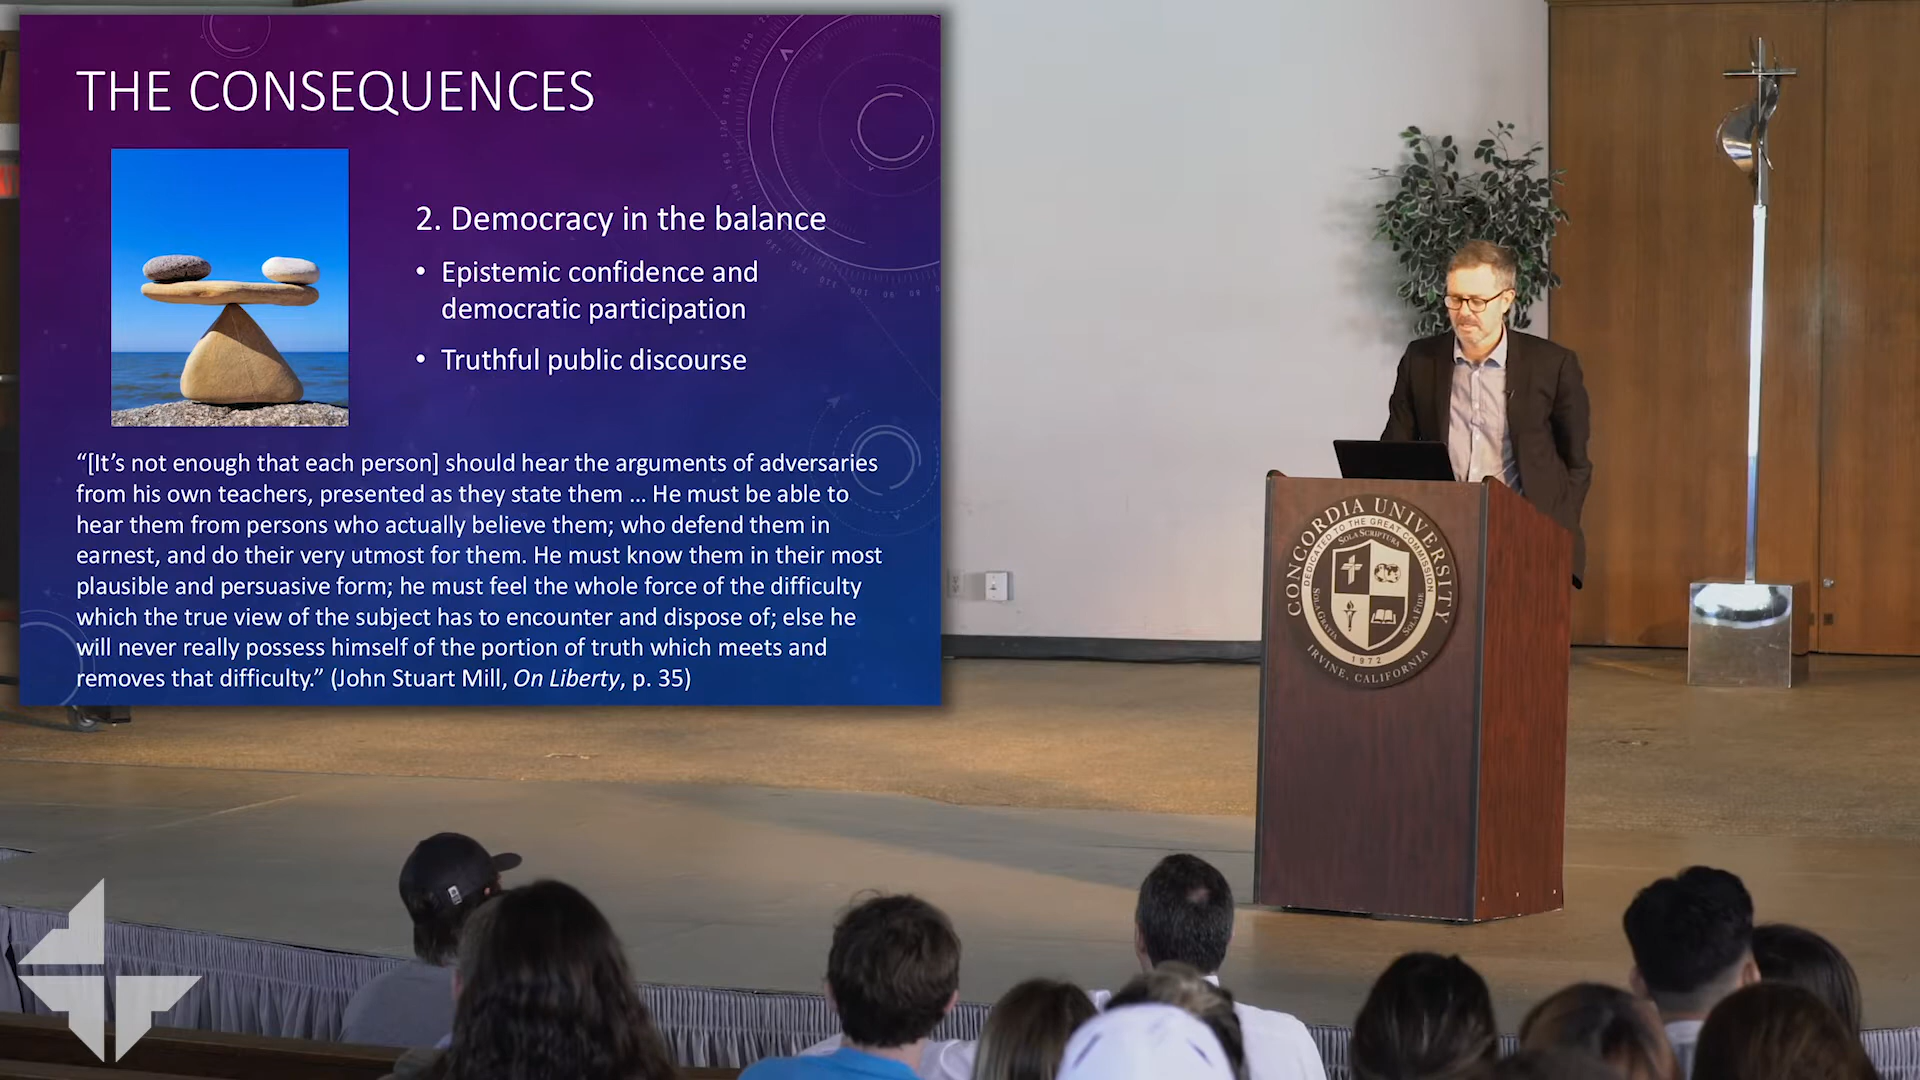 THE CONSEQUENCES
2. Democracy in the balance
• Epistemic confidence and
democratic participation
• Truthful public discourse
“[It’s not enough that each person] should hear the arguments of adversaries
from his own teachers, presented as they state them ... He must be able to
hear them from persons who actually believe them; who defend them in
earnest, and do their very utmost for them. He must know them in their most
plausible and persuasive form; he must feel the whole force of the difficulty
which the true view of the subject has to encounter and dispose of; else he
will never really possess himself of the portion of truth which meets and
removes that difficulty.” (John Stuart Mill, On Liberty, p. 35)
CONCORDIA UNIVERSITY
DEDICATED TO THE GREAT COMMISSION
SOLA SCRIPTURA
SOLA GRATIA
SOLA FIDE
1972
IRVINE, CALIFORNIA